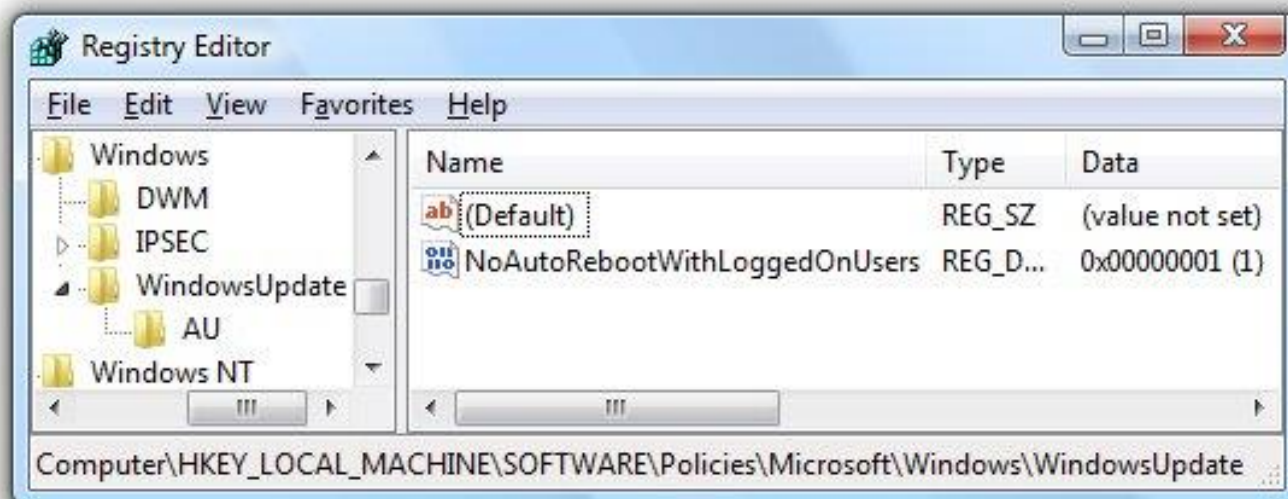 Registry Editor
File Edit View Favorites Help
Windows
DWM
IPSEC
WindowsUpdate
AU
Windows NT
Name Type Data
(Default) REG_SZ (value not set)
NoAutoRebootWithLoggedOnUsers REG_D... 0x00000001 (1)
Computer\HKEY_LOCAL_MACHINE\SOFTWARE\Policies\Microsoft\Windows\WindowsUpdate